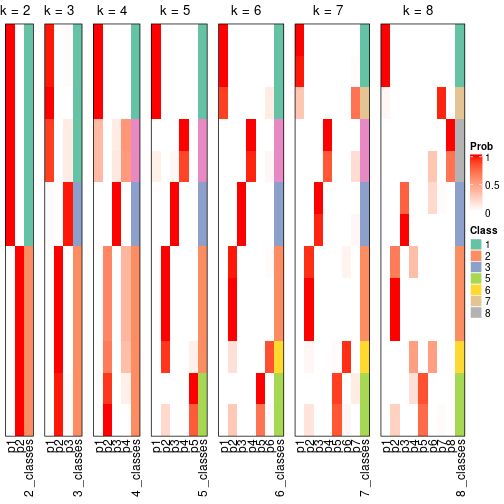 k = 2 k = 3 k = 4 k = 5 k = 6 k = 7 k = 8
Prob
1
0.5
0
Class
1
2
3
5
6
7
8
p1 p2 2_classes p1 p2 p3 3_classes p1 p2 p3 p4 4_classes p1 p2 p3 p4 p5 5_classes p1 p2 p3 p4 p5 p6 6_classes p1 p2 p3 p4 p5 p6 p7 7_classes p1 p2 p3 p4 p5 p6 p7 p8 8_classes